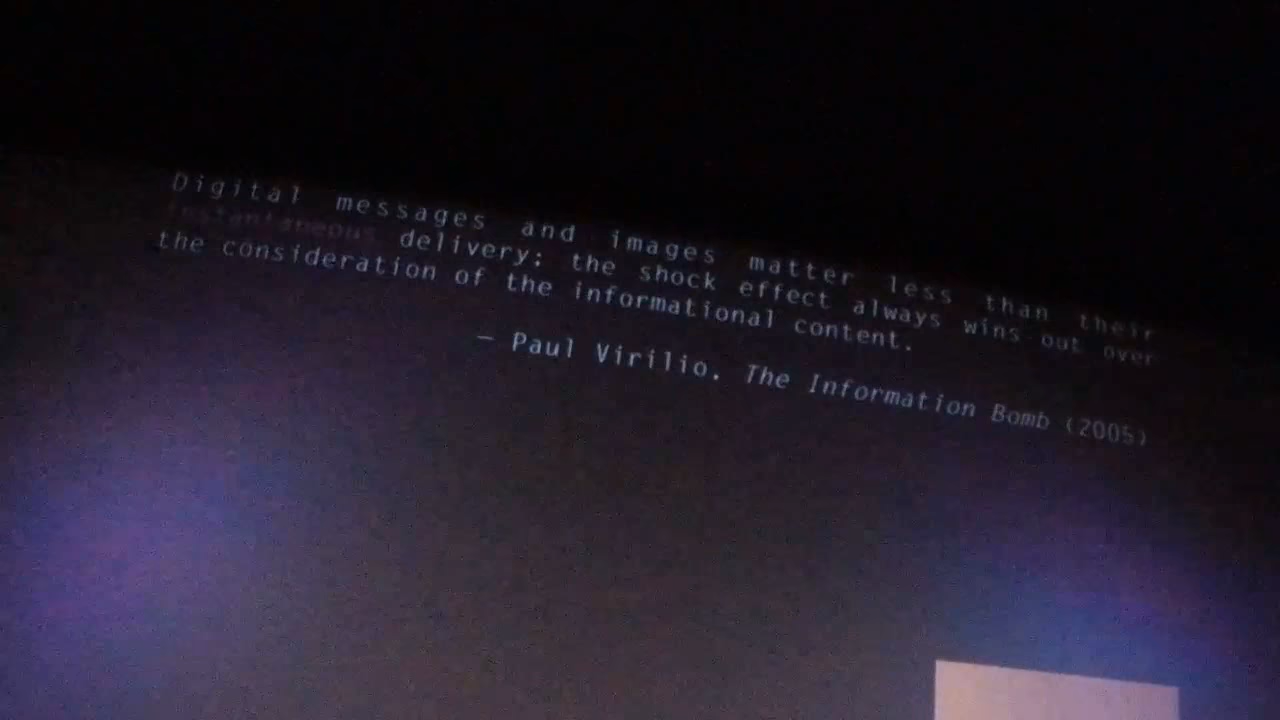 Digital messages and images matter less than their
instantaneous delivery; the shock effect always wins out over
the consideration of the informational content.
— Paul Virilio. The Information Bomb (2005)